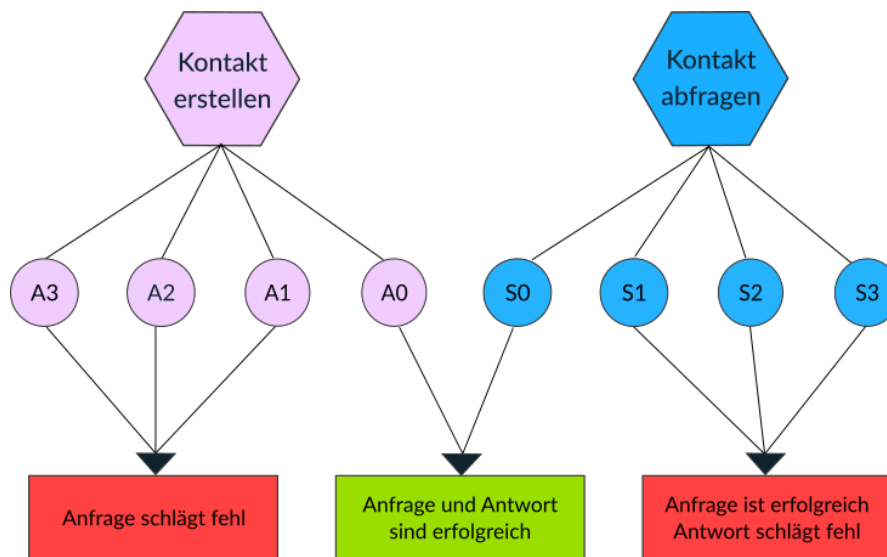 Kontakt
erstellen
Kontakt
abfragen
A3
A2
A1
A0
S0
S1
S2
S3
Anfrage schlägt fehl
Anfrage und Antwort
sind erfolgreich
Anfrage ist erfolgreich
Antwort schlägt fehl